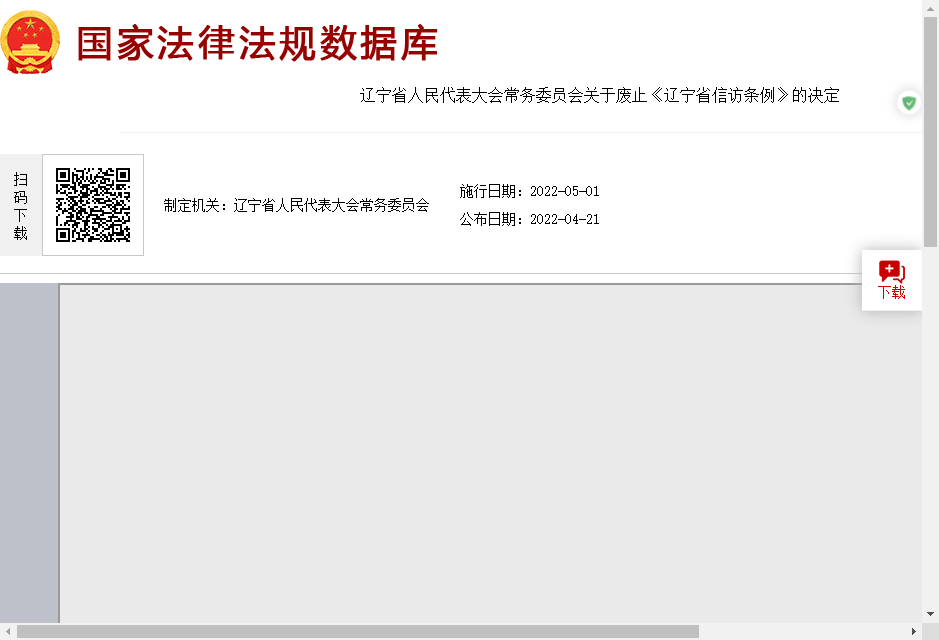 国家法律法规数据库
辽宁省人民代表大会常务委员会关于废止《辽宁省信访条例》的决定
扫码下载
制定机关：辽宁省人民代表大会常务委员会
施行日期：2022-05-01
公布日期：2022-04-21
下载